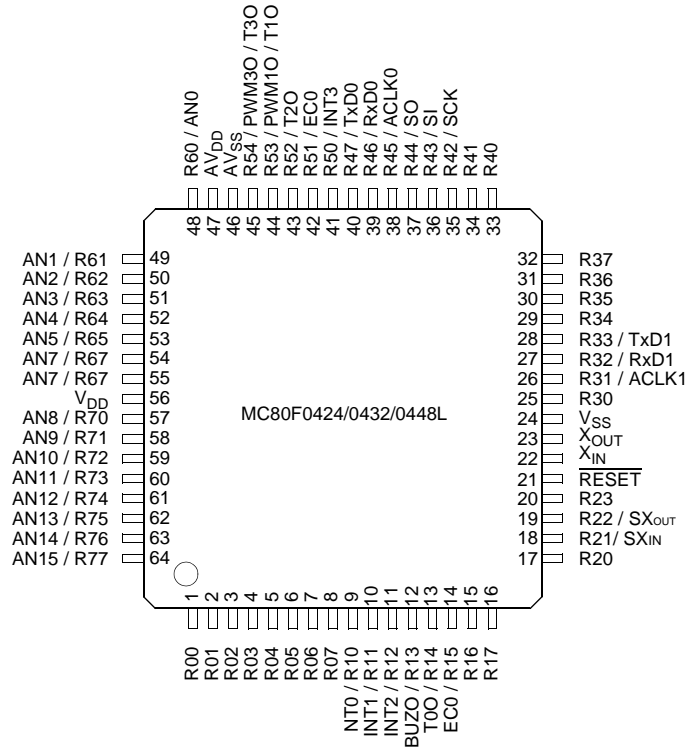 R60 / AN0
AV_DD
AV_SS
R54 / PWM3O / T3O
R53 / PWM1O / T1O
R52 / T2O
R51 / EC0
R50 / INT3
R47 / TxD0
R46 / RxD0
R45 / ACLK0
R44 / SO
R43 / SI
R42 / SCK
R41
R40
48 47 46 45 44 43 42 41 40 39 38 37 36 35 34 33
AN1 / R61 49
AN2 / R62 50
AN3 / R63 51
AN4 / R64 52
AN5 / R65 53
AN7 / R67 54
AN7 / R67 55
V_DD 56
AN8 / R70 57
AN9 / R71 58
AN10 / R72 59
AN11 / R73 60
AN12 / R74 61
AN13 / R75 62
AN14 / R76 63
AN15 / R77 64
MC80F0424/0432/0448L
32 R37
31 R36
30 R35
29 R34
28 R33 / TxD1
27 R32 / RxD1
26 R31 / ACLK1
25 R30
24 V_SS
23 X_OUT
22 X_IN
21 RESET
20 R23
19 R22 / SX_OUT
18 R21/ SX_IN
17 R20
1 2 3 4 5 6 7 8 9 10 11 12 13 14 15 16
R00
R01
R02
R03
R04
R05
R06
R07
NT0 / R10
INT1 / R11
INT2 / R12
BUZO / R13
T0O / R14
EC0 / R15
R16
R17